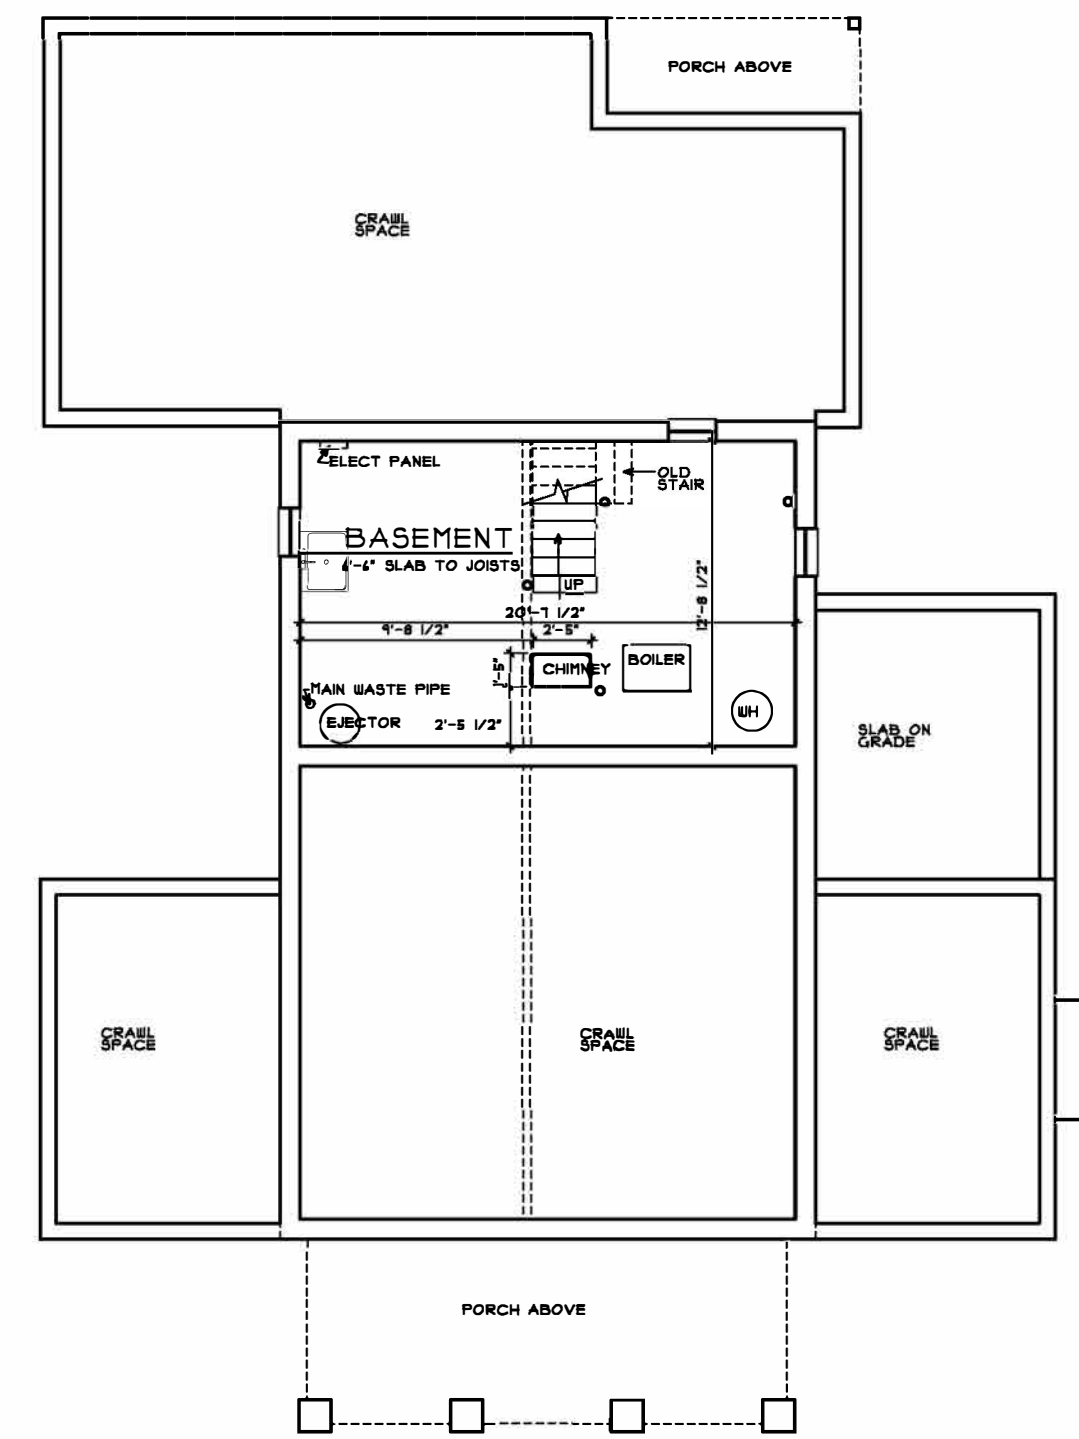 PORCH ABOVE
CRAWL
SPACE
ELECT PANEL
OLD
STAIR
BASEMENT
6'-6" SLAB TO JOISTS
UP
20'-7 1/2"
12'-8 1/2"
9'-8 1/2"
2'-5"
1'-5"
CHIMNEY
BOILER
MAIN WASTE PIPE
EJECTOR
2'-5 1/2"
WH
SLAB ON
GRADE
CRAWL
SPACE
CRAWL
SPACE
CRAWL
SPACE
PORCH ABOVE